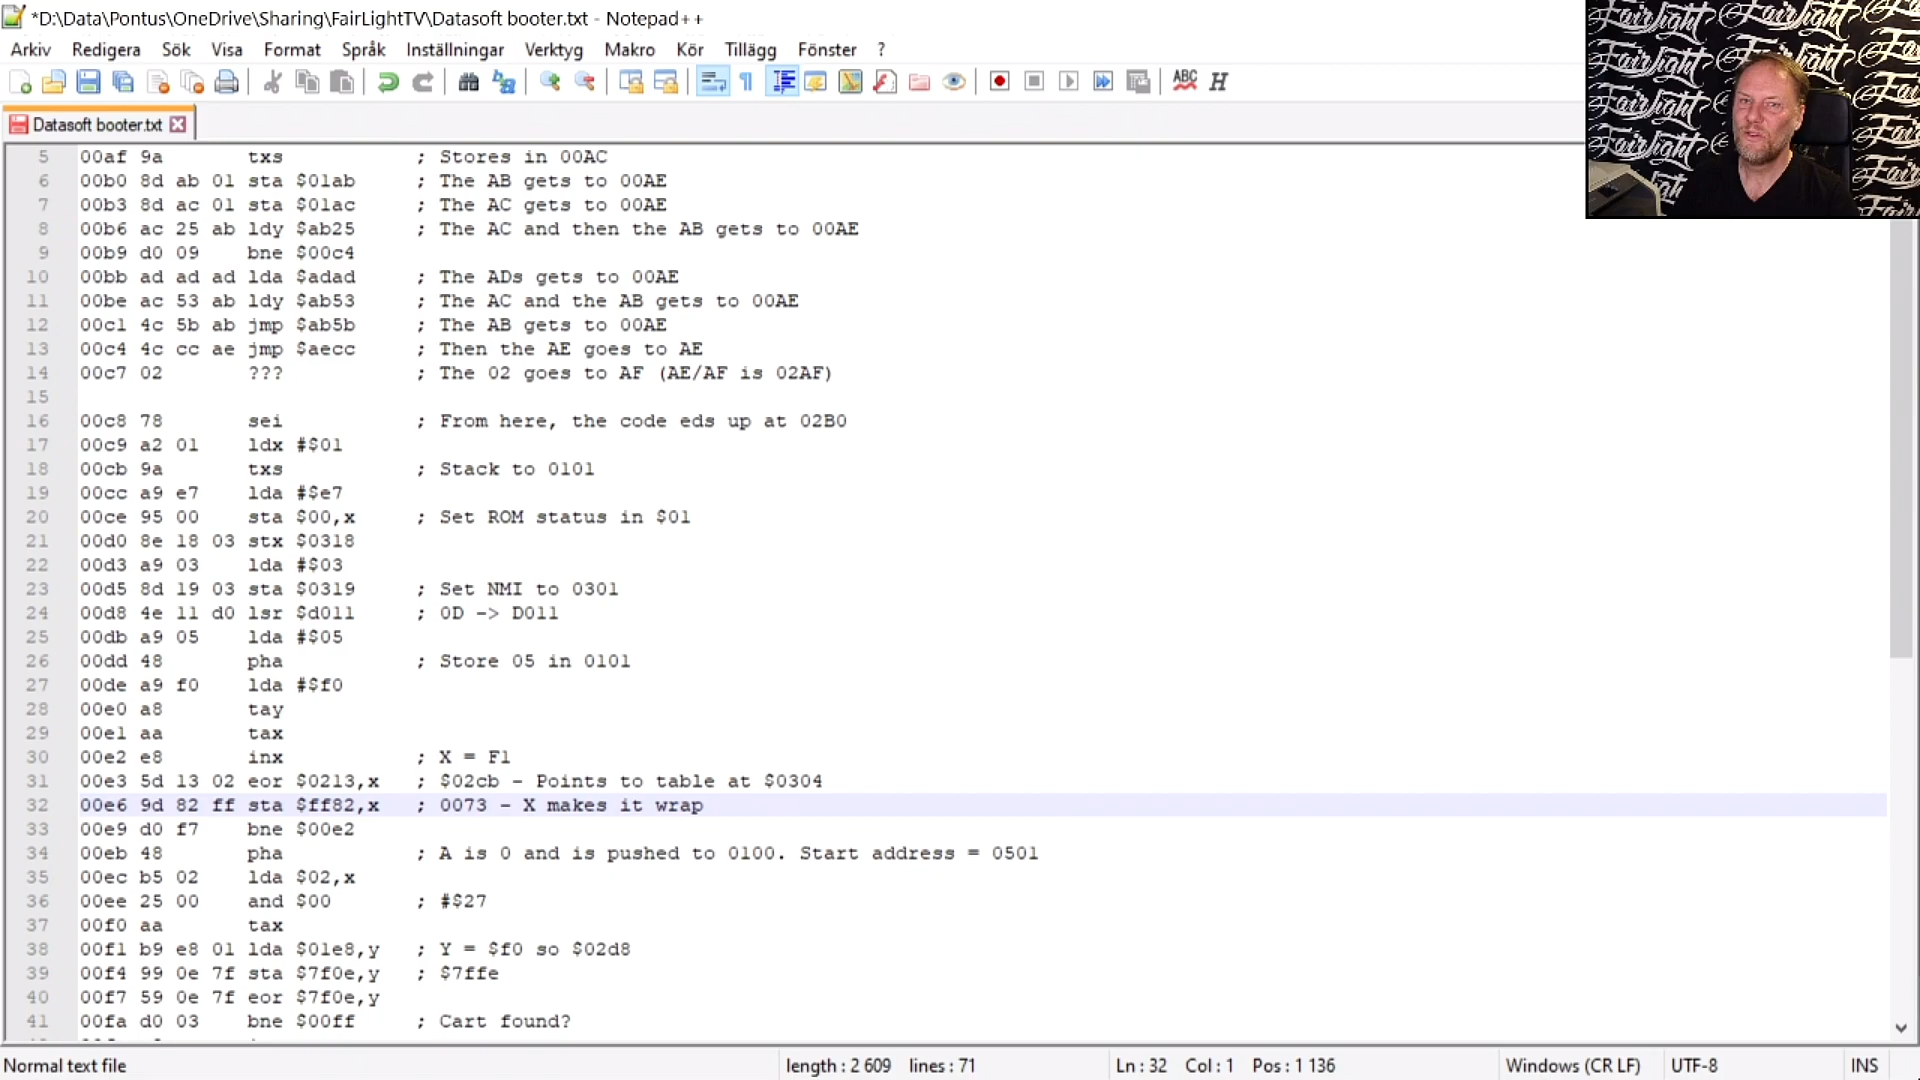 *D:\Data\Pontus\OneDrive\Sharing\FairLightTV\Datasoft booter.txt - Notepad++
Arkiv Redigera Sök Visa Format Språk Inställningar Verktyg Makro Kör Tillägg Fönster ?
ABC H
Datasoft booter.txt
5 00af 9a txs ; Stores in 00AC
6 00b0 8d ab 01 sta $01ab ; The AB gets to 00AE
7 00b3 8d ac 01 sta $01ac ; The AC gets to 00AE
8 00b6 ac 25 ab ldy $ab25 ; The AC and then the AB gets to 00AE
9 00b9 d0 09 bne $00c4
10 00bb ad ad ad lda $adad ; The ADs gets to 00AE
11 00be ac 53 ab ldy $ab53 ; The AC and the AB gets to 00AE
12 00c1 4c 5b ab jmp $ab5b ; The AB gets to 00AE
13 00c4 4c cc ae jmp $aecc ; Then the AE goes to AE
14 00c7 02 ??? ; The 02 goes to AF (AE/AF is 02AF)
15
16 00c8 78 sei ; From here, the code eds up at 02B0
17 00c9 a2 01 ldx #$01
18 00cb 9a txs ; Stack to 0101
19 00cc a9 e7 lda #$e7
20 00ce 95 00 sta $00,x ; Set ROM status in $01
21 00d0 8e 18 03 stx $0318
22 00d3 a9 03 lda #$03
23 00d5 8d 19 03 sta $0319 ; Set NMI to 0301
24 00d8 4e 11 d0 lsr $d011 ; 0D -> D011
25 00db a9 05 lda #$05
26 00dd 48 pha ; Store 05 in 0101
27 00de a9 f0 lda #$f0
28 00e0 a8 tay
29 00e1 aa tax
30 00e2 e8 inx ; X = F1
31 00e3 5d 13 02 eor $0213,x ; $02cb - Points to table at $0304
32 00e6 9d 82 ff sta $ff82,x ; 0073 - X makes it wrap
33 00e9 d0 f7 bne $00e2
34 00eb 48 pha ; A is 0 and is pushed to 0100. Start address = 0501
35 00ec b5 02 lda $02,x
36 00ee 25 00 and $00 ; #$27
37 00f0 aa tax
38 00f1 b9 e8 01 lda $01e8,y ; Y = $f0 so $02d8
39 00f4 99 0e 7f sta $7f0e,y ; $7ffe
40 00f7 59 0e 7f eor $7f0e,y
41 00fa d0 03 bne $00ff ; Cart found?
Normal text file length : 2 609 lines : 71 Ln : 32 Col : 1 Pos : 1 136 Windows (CR LF) UTF-8 INS
Fairlight
Fairlight
Fairlight